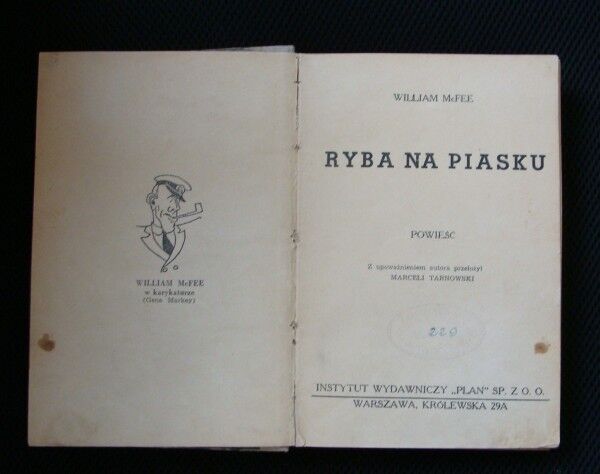 WILLIAM McFEE
w karykaturze
(Gene Markey)
WILLIAM McFEE
RYBA NA PIASKU
POWIEŚĆ
Z upoważnieniem autora przełożył
MARCELI TARNOWSKI
229
INSTYTUT WYDAWNICZY „PLAN" SP. Z O. O.
WARSZAWA, KRÓLEWSKA 29A